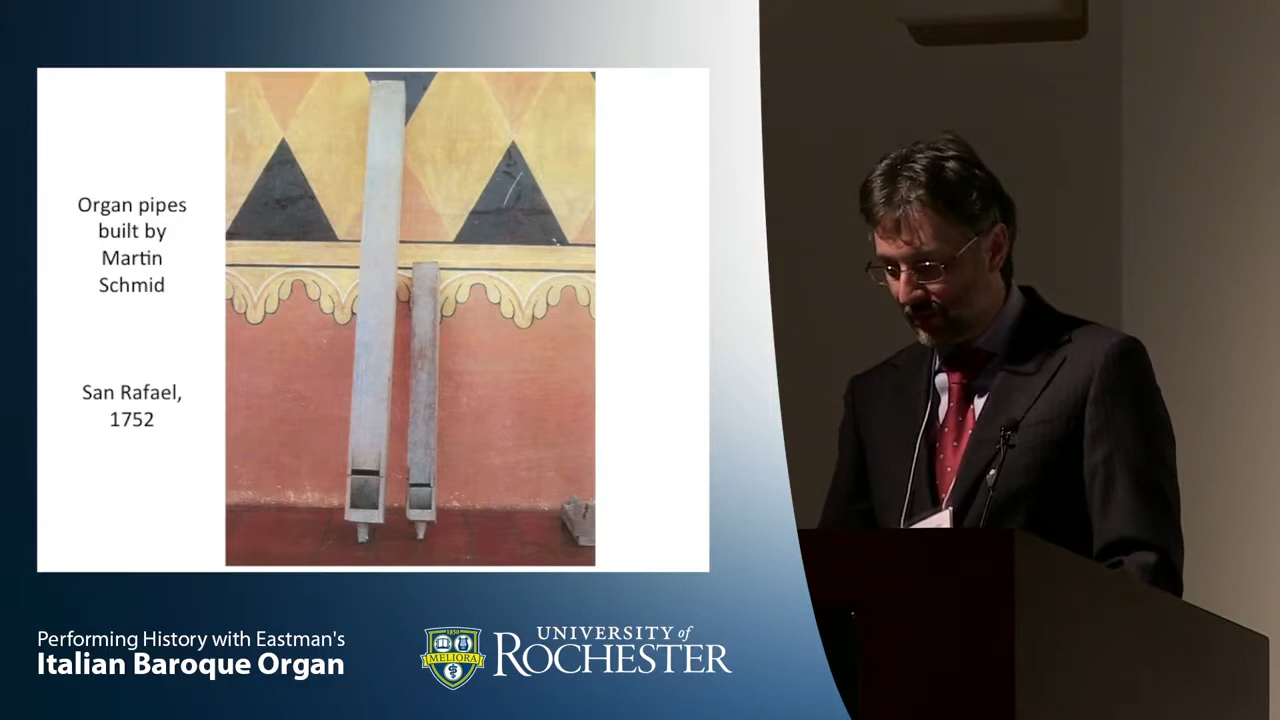 Organ pipes
built by
Martin
Schmid
San Rafael,
1752
Performing History with Eastman's
Italian Baroque Organ
1850
MELIORA
UNIVERSITY of
ROCHESTER